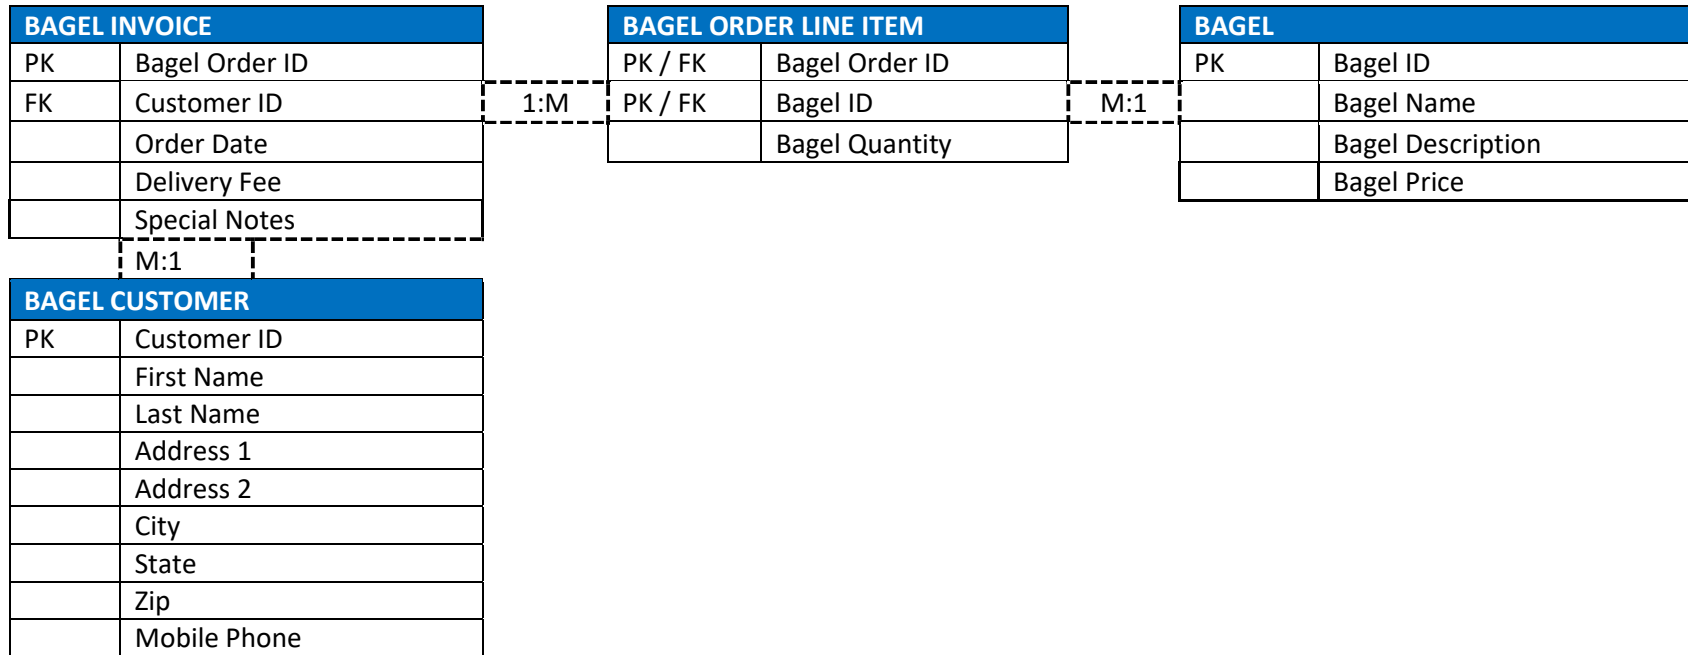 BAGEL INVOICE
PK Bagel Order ID
FK Customer ID
Order Date
Delivery Fee
Special Notes
1:M
BAGEL ORDER LINE ITEM
PK / FK Bagel Order ID
PK / FK Bagel ID
Bagel Quantity
M:1
BAGEL
PK Bagel ID
Bagel Name
Bagel Description
Bagel Price
M:1
BAGEL CUSTOMER
PK Customer ID
First Name
Last Name
Address 1
Address 2
City
State
Zip
Mobile Phone